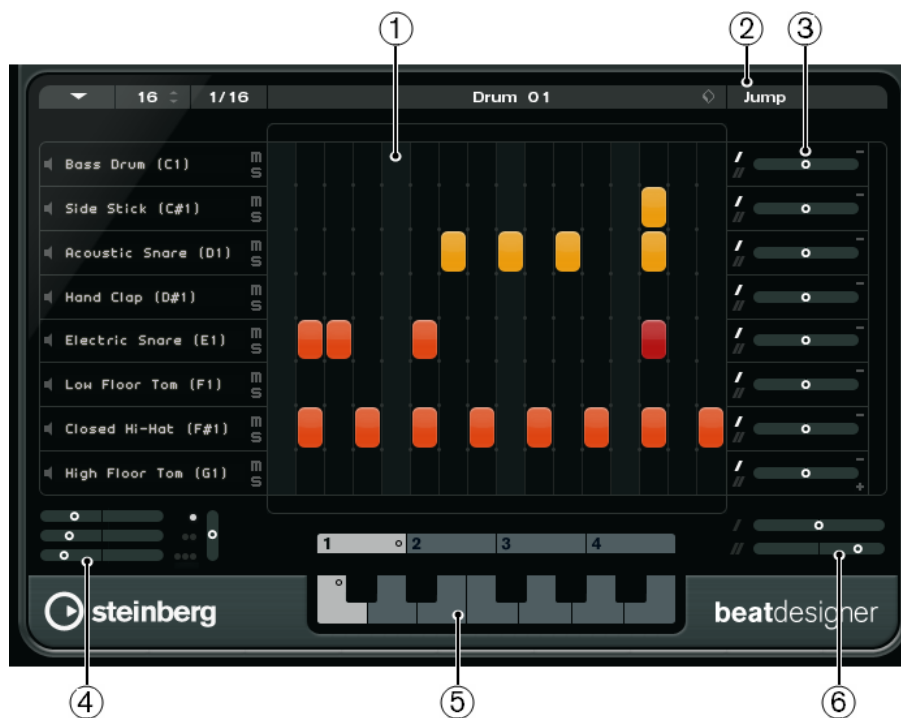 ① ② ③
16 1/16 Drum 01 Jump
Bass Drum (C1) m S
Side Stick (C#1) m S
Acoustic Snare (D1) m S
Hand Clap (D#1) m S
Electric Snare (E1) m S
Low Floor Tom (F1) m S
Closed Hi-Hat (F#1) m S
High Floor Tom (G1) m S
1 2 3 4
steinberg beatdesigner
④ ⑤ ⑥